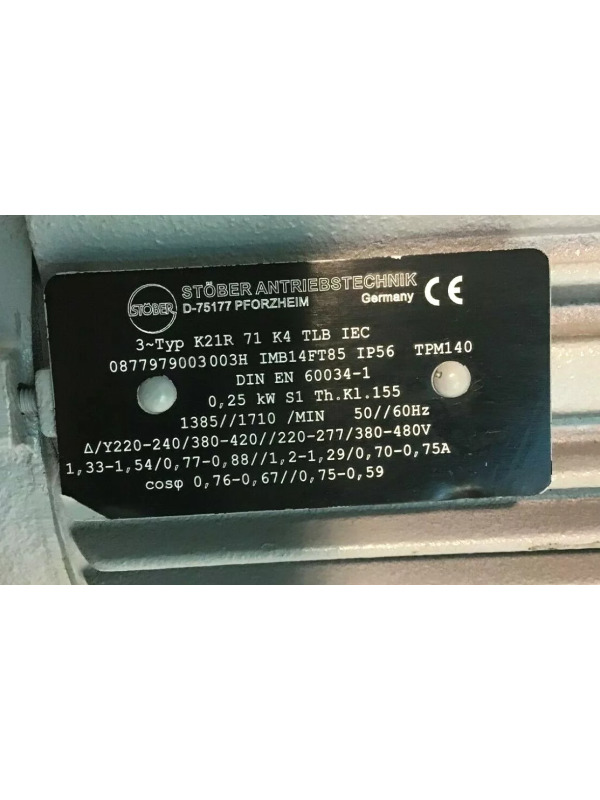 STÖBER
STÖBER ANTRIEBSTECHNIK
D-75177 PFORZHEIM Germany CE
3~Typ K21R 71 K4 TLB IEC
0877979003003H IMB14FT85 IP56 TPM140
DIN EN 60034-1
0,25 kW S1 Th.Kl.155
1385//1710 /MIN 50//60Hz
Δ/Y220-240/380-420//220-277/380-480V
1,33-1,54/0,77-0,88//1,2-1,29/0,70-0,75A
cosφ 0,76-0,67//0,75-0,59